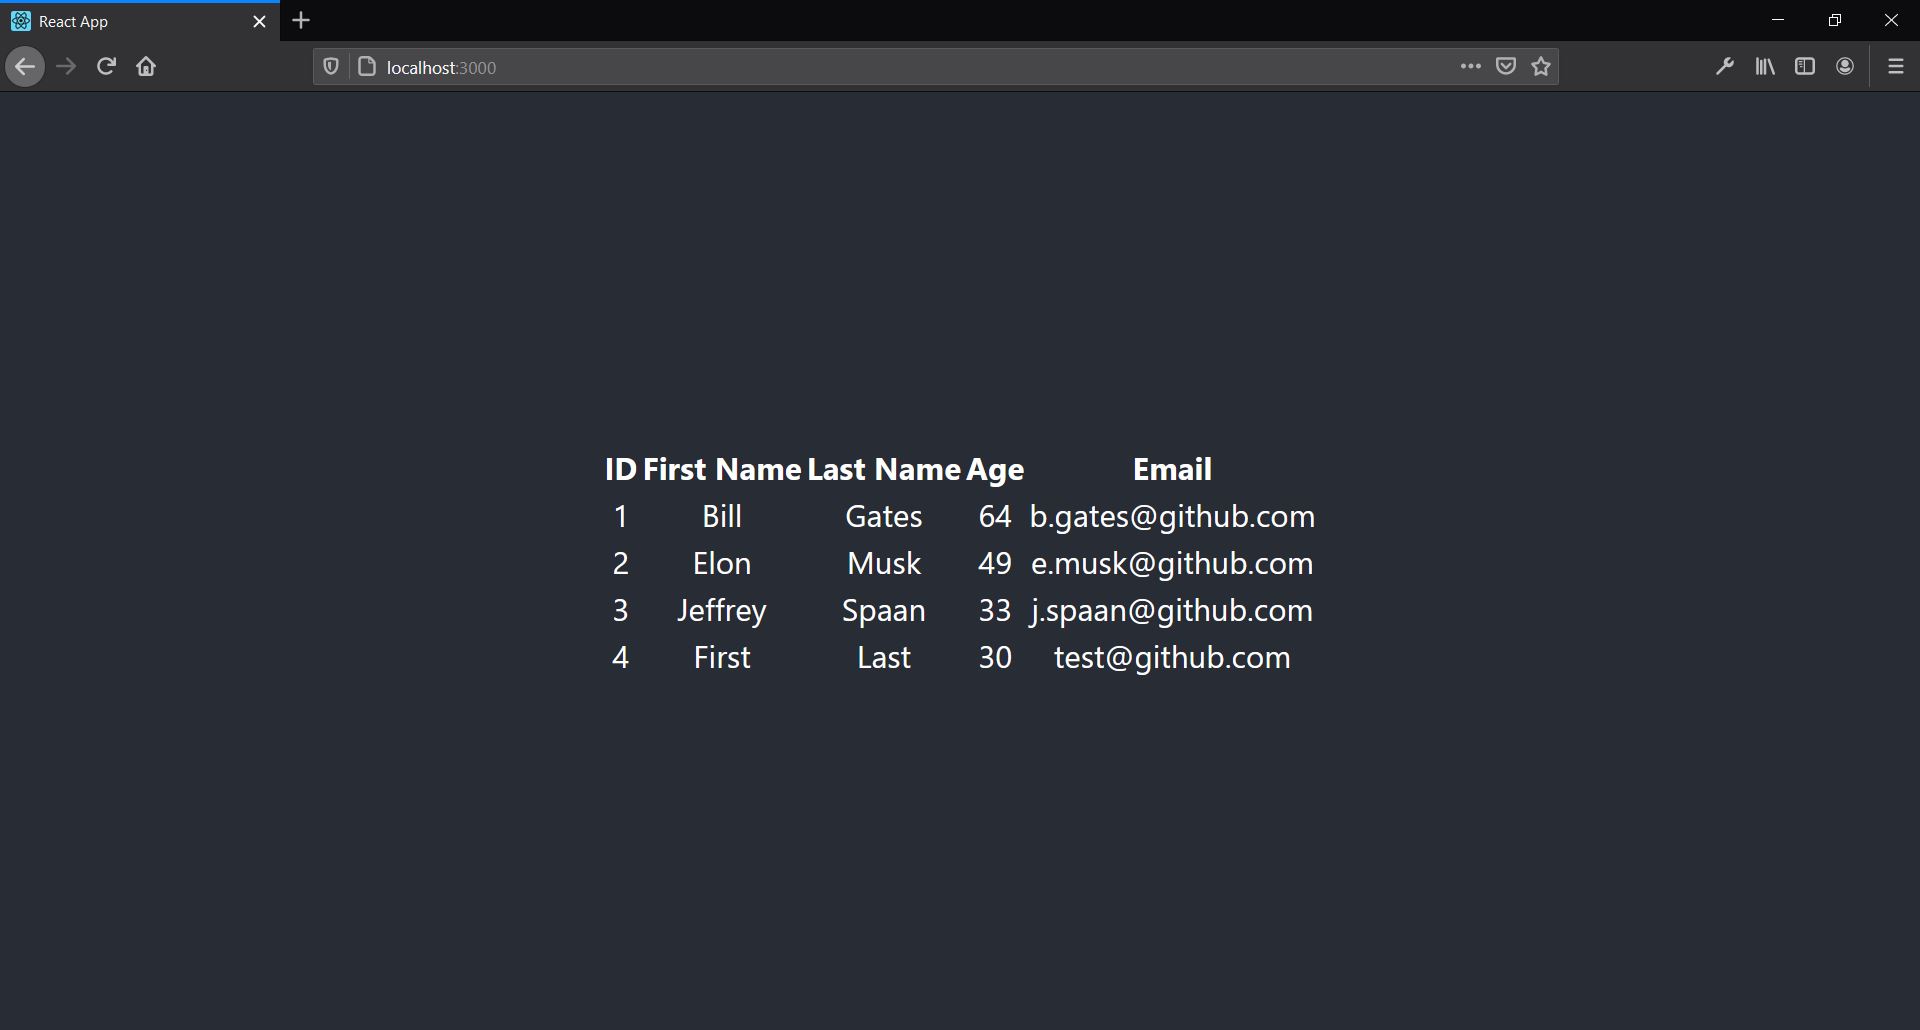 React App
localhost:3000
ID First Name Last Name Age Email
1 Bill Gates 64 b.gates@github.com
2 Elon Musk 49 e.musk@github.com
3 Jeffrey Spaan 33 j.spaan@github.com
4 First Last 30 test@github.com